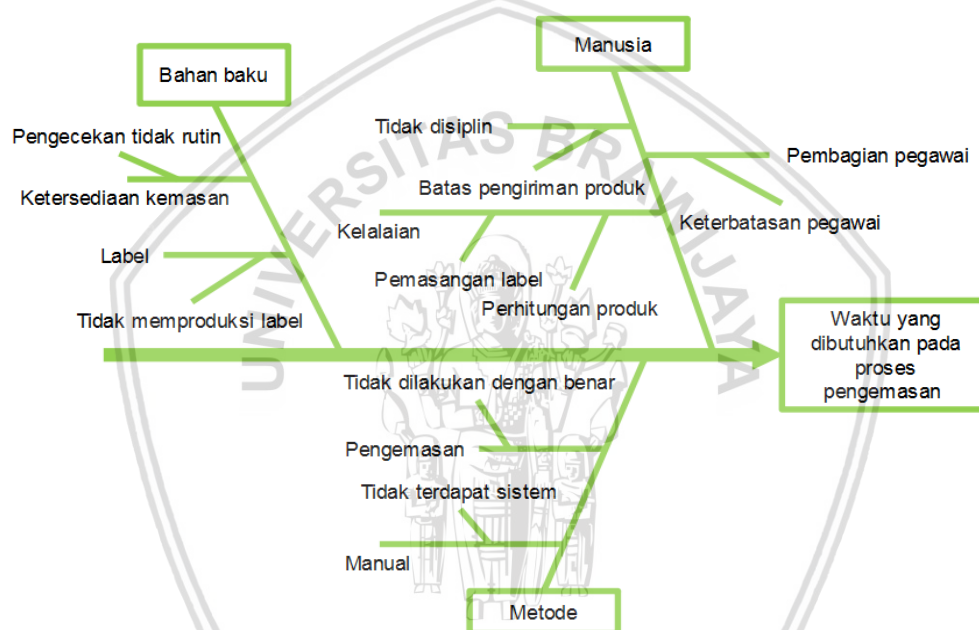 Manusia
Bahan baku
Tidak disiplin
Pengecekan tidak rutin
Pembagian pegawai
Batas pengiriman produk
Ketersediaan kemasan
Keterbatasan pegawai
Kelalaian
Label
Pemasangan label
Perhitungan produk
Tidak memproduksi label
Waktu yang
dibutuhkan pada
proses
pengemasan
Tidak dilakukan dengan benar
Pengemasan
Tidak terdapat sistem
Manual
Metode
UNIVERSITAS BRAWIJAYA